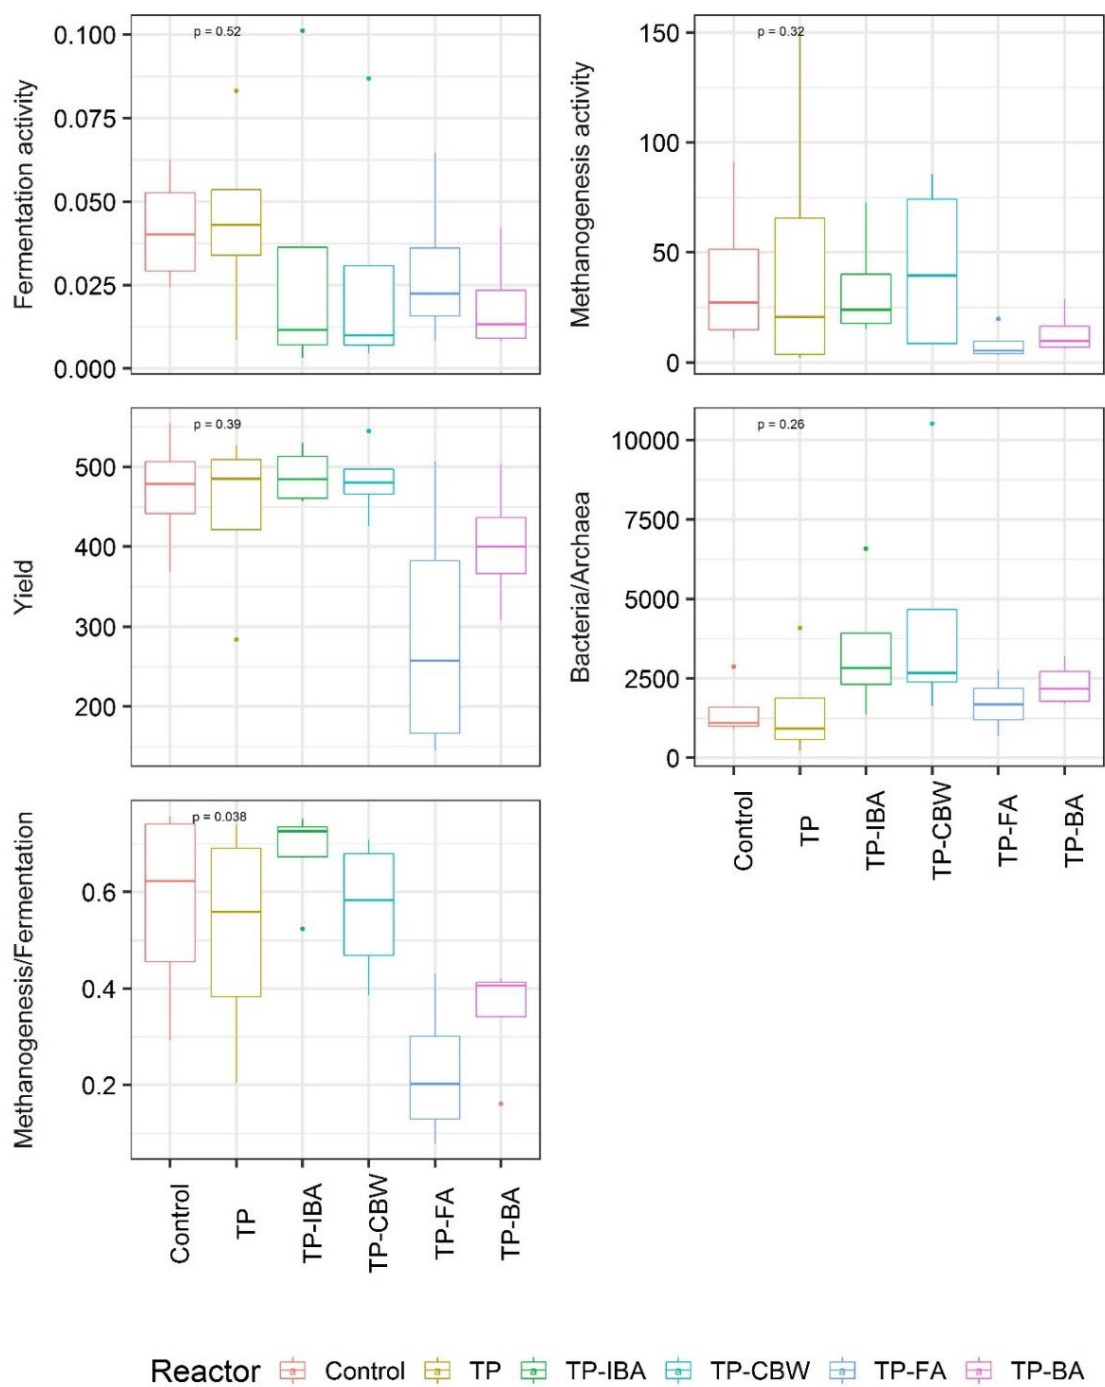 Fermentation activity
0.100
0.075
0.050
0.025
0.000
p = 0.52
Methanogenesis activity
150
100
50
0
p = 0.32
Yield
500
400
300
200
p = 0.39
Bacteria/Archaea
10000
7500
5000
2500
0
p = 0.26
Control
TP
TP-IBA
TP-CBW
TP-FA
TP-BA
Methanogenesis/Fermentation
0.6
0.4
0.2
p = 0.038
Control
TP
TP-IBA
TP-CBW
TP-FA
TP-BA
Reactor Control TP TP-IBA TP-CBW TP-FA TP-BA